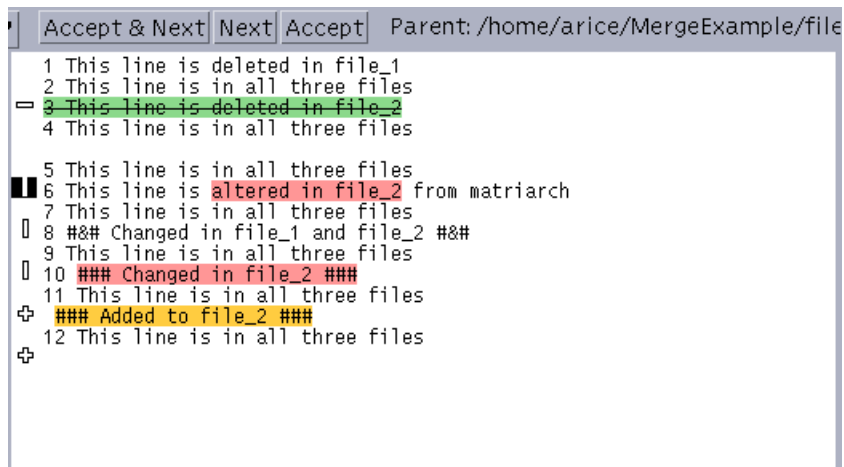 Accept & Next Next Accept Parent: /home/arice/MergeExample/file
1 This line is deleted in file_1
2 This line is in all three files
3 This line is deleted in file_2
4 This line is in all three files
5 This line is in all three files
6 This line is altered in file_2 from matriarch
7 This line is in all three files
8 #&# Changed in file_1 and file_2 #&#
9 This line is in all three files
10 ### Changed in file_2 ###
11 This line is in all three files
### Added to file_2 ###
12 This line is in all three files